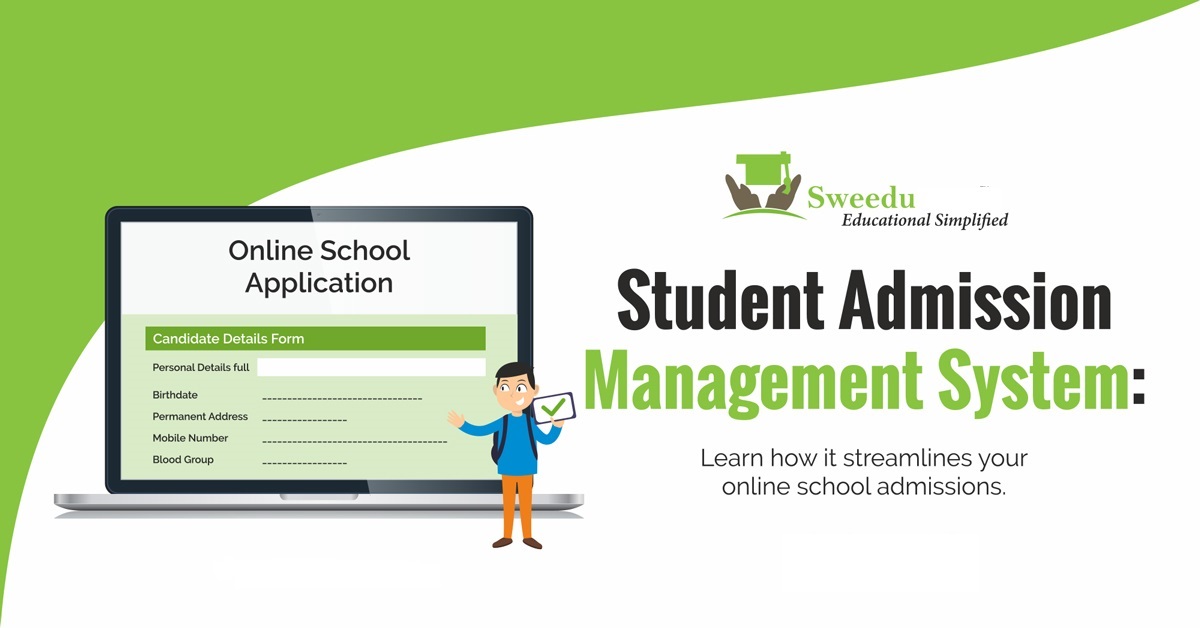 Online School
Application
Candidate Details Form
Personal Details full
Birthdate
Permanent Address
Mobile Number
Blood Group
Sweedu
Educational Simplified
Student Admission
Management System:
Learn how it streamlines your
online school admissions.